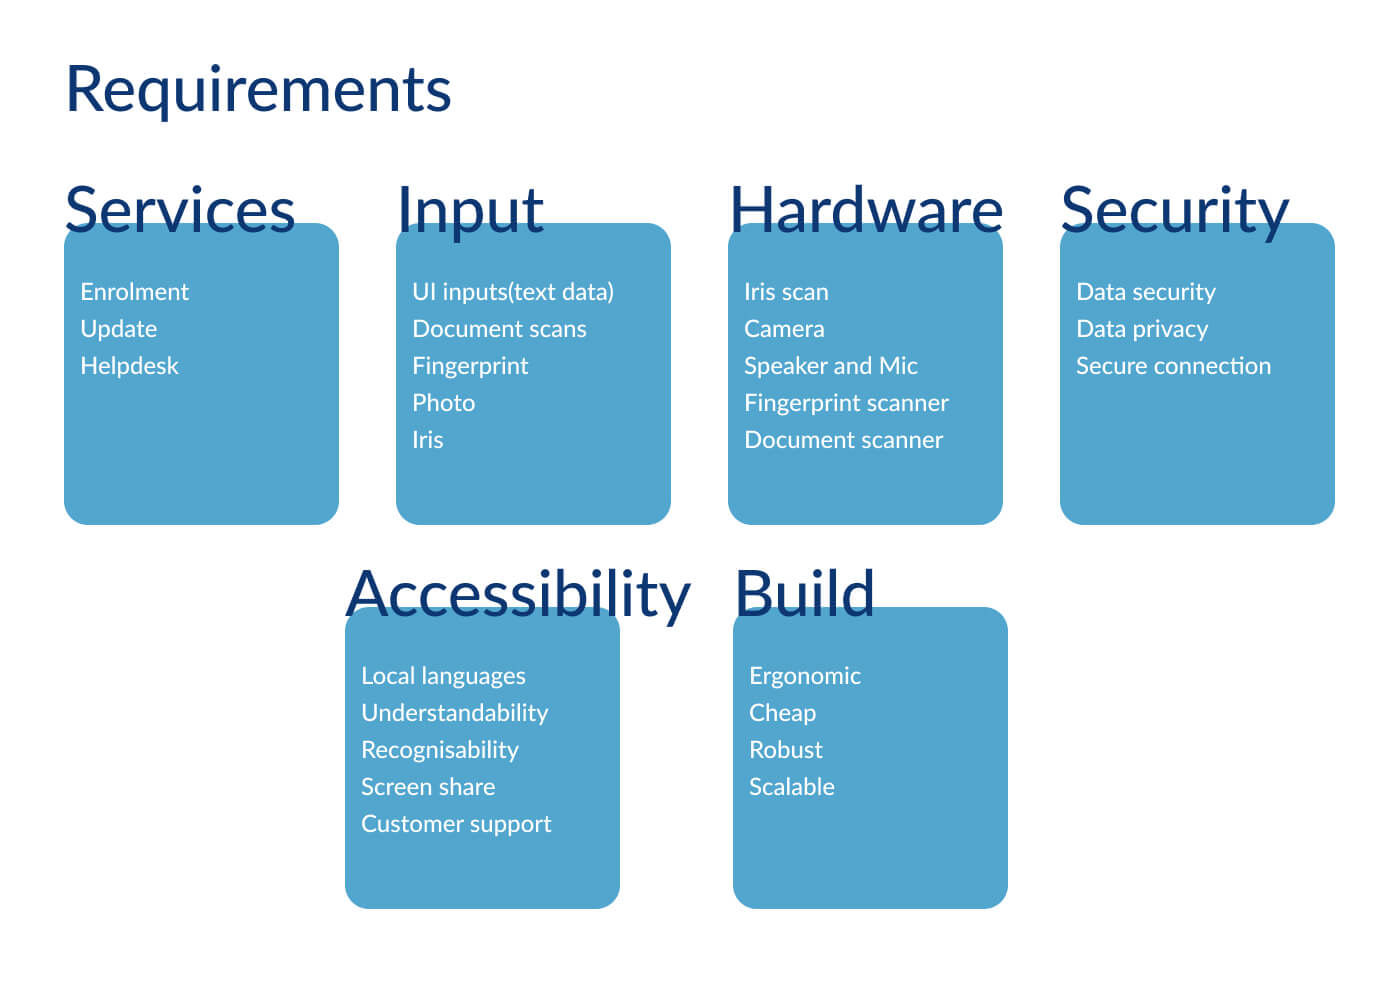 Requirements
Services
Enrolment
Update
Helpdesk
Input
UI inputs(text data)
Document scans
Fingerprint
Photo
Iris
Hardware
Iris scan
Camera
Speaker and Mic
Fingerprint scanner
Document scanner
Security
Data security
Data privacy
Secure connection
Accessibility
Local languages
Understandability
Recognisability
Screen share
Customer support
Build
Ergonomic
Cheap
Robust
Scalable